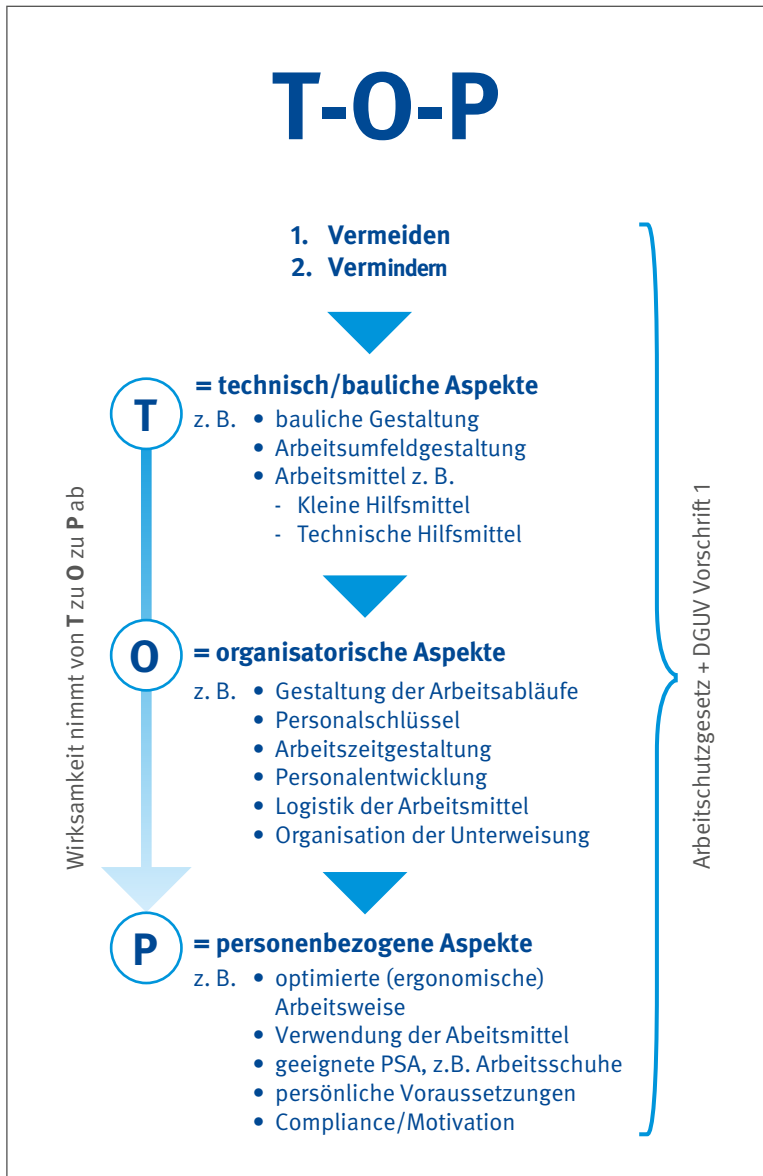 T-O-P
1. Vermeiden
2. Vermindern
T
= technisch/bauliche Aspekte
z. B. • bauliche Gestaltung
• Arbeitsumfeldgestaltung
• Arbeitsmittel z. B.
- Kleine Hilfsmittel
- Technische Hilfsmittel
O
= organisatorische Aspekte
z. B. • Gestaltung der Arbeitsabläufe
• Personalschlüssel
• Arbeitszeitgestaltung
• Personalentwicklung
• Logistik der Arbeitsmittel
• Organisation der Unterweisung
P
= personenbezogene Aspekte
z. B. • optimierte (ergonomische)
Arbeitsweise
• Verwendung der Abeitsmittel
• geeignete PSA, z.B. Arbeitsschuhe
• persönliche Voraussetzungen
• Compliance/Motivation
Wirksamkeit nimmt von T zu O zu P ab
Arbeitschutzgesetz + DGUV Vorschrift 1